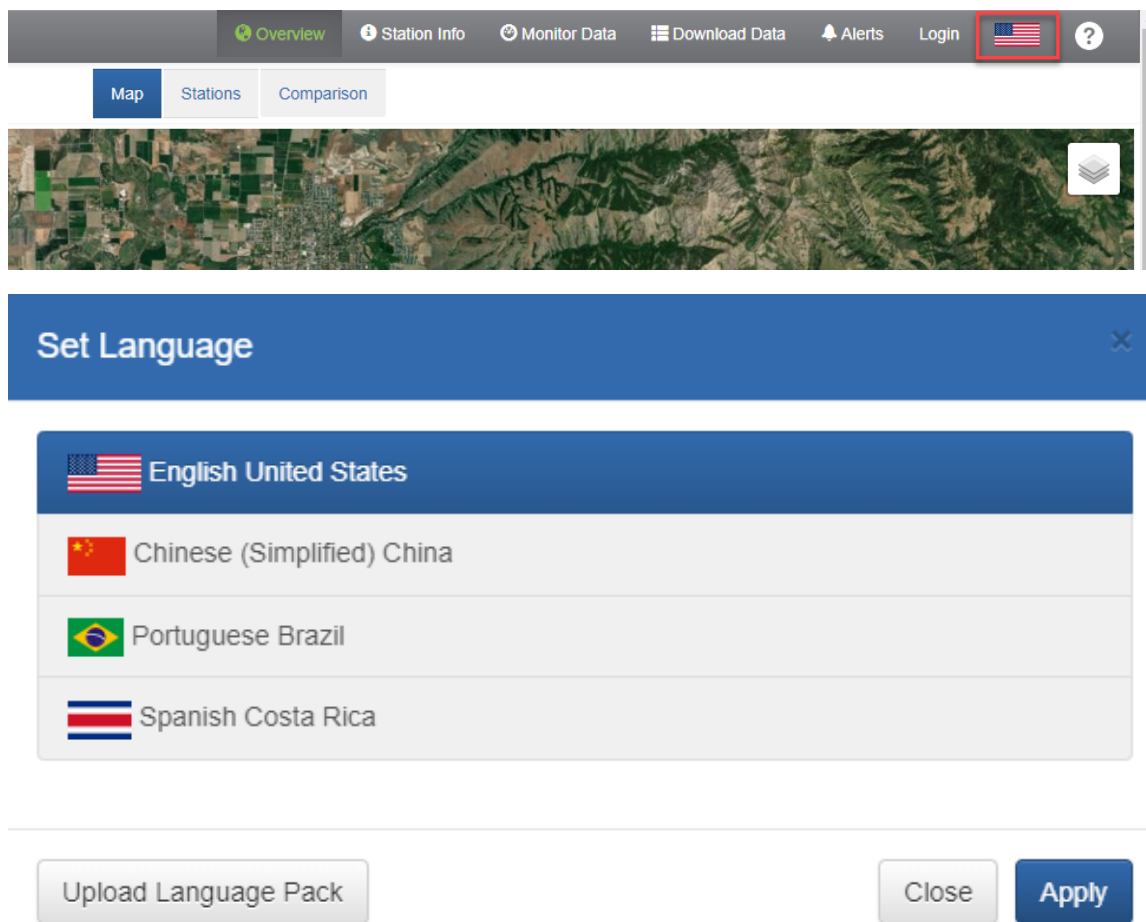 Overview Station Info Monitor Data Download Data Alerts Login ?
Map Stations Comparison
Set Language ×
English United States
Chinese (Simplified) China
Portuguese Brazil
Spanish Costa Rica
Upload Language Pack Close Apply